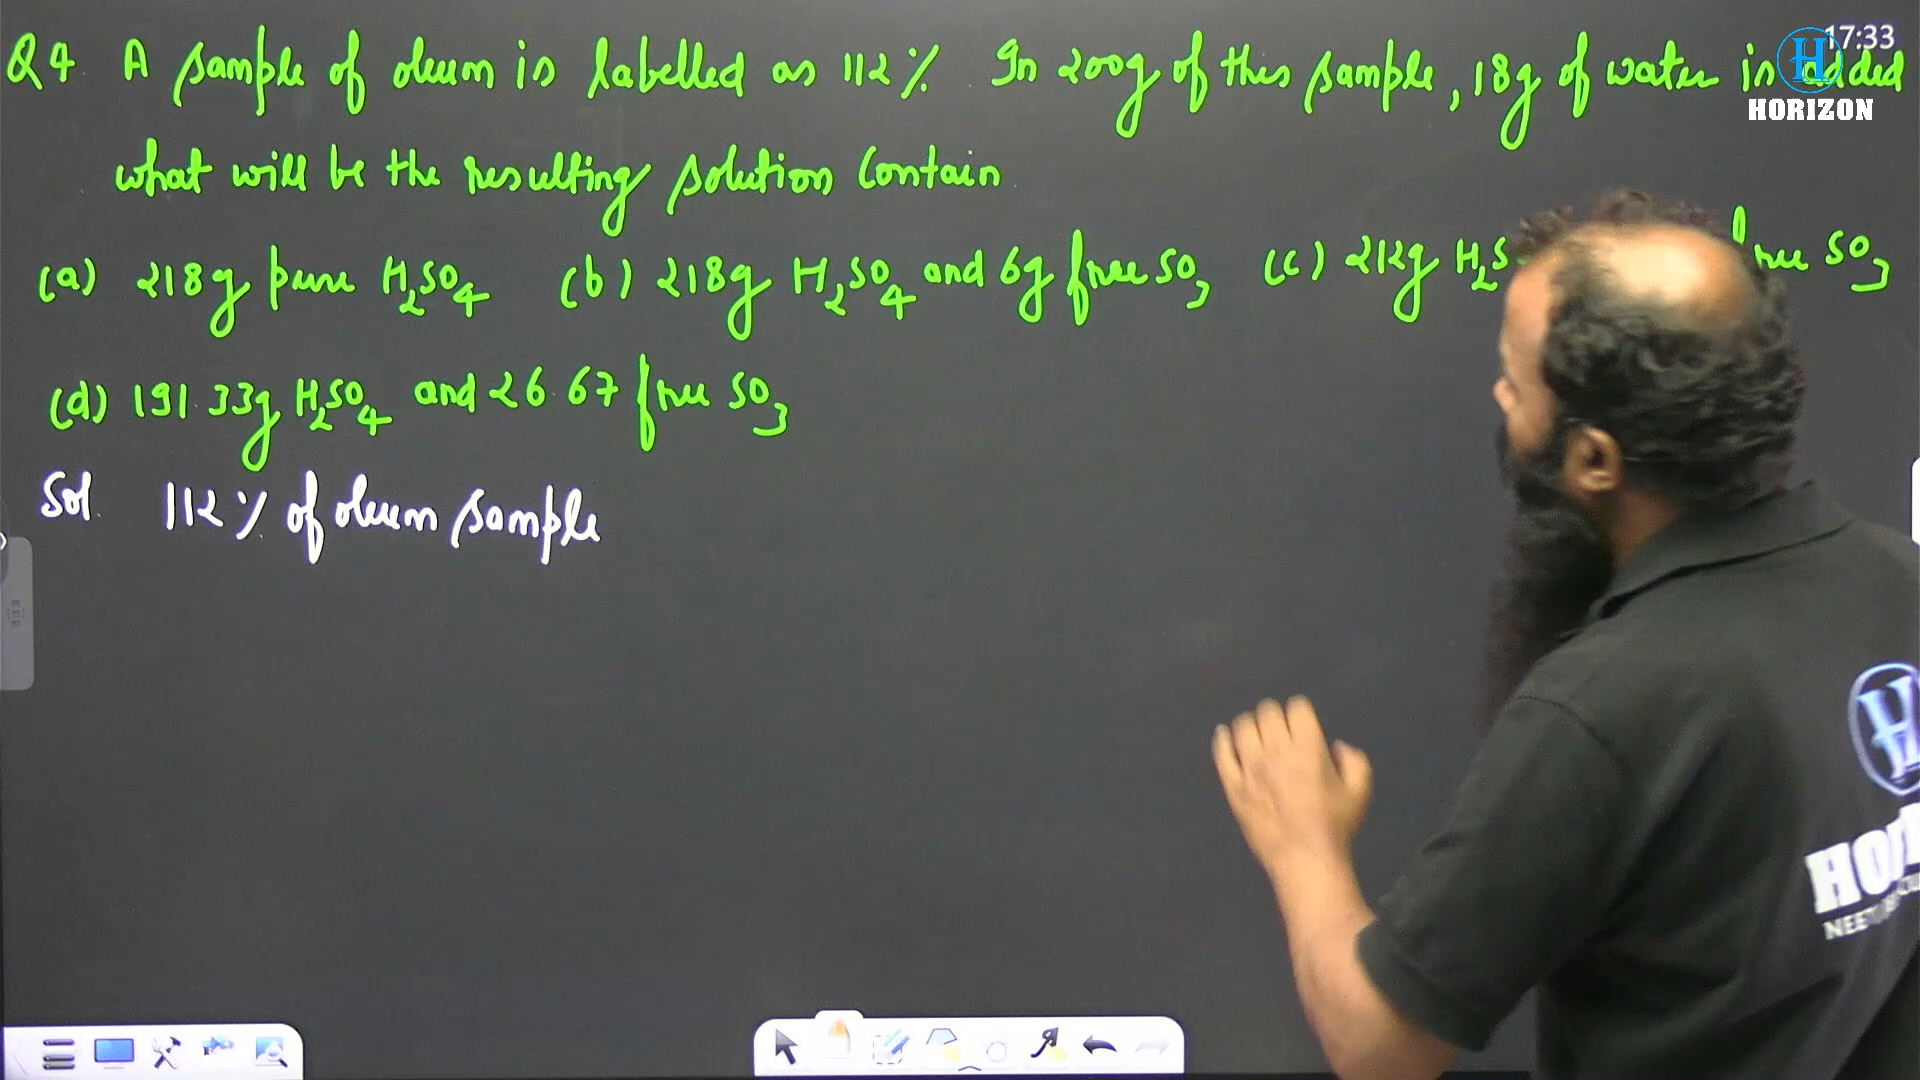 17:33
HORIZON
Q4 A sample of oleum is labelled as 112% In 200g of this sample, 18g of water is added
what will be the resulting solution contain
(a) 218g pure H2SO4 (b) 218g H2SO4 and 6g free SO3 (c) 212g free SO3
(d) 191.33g H2SO4 and 26.67 free SO3
Sol. 112% of oleum sample